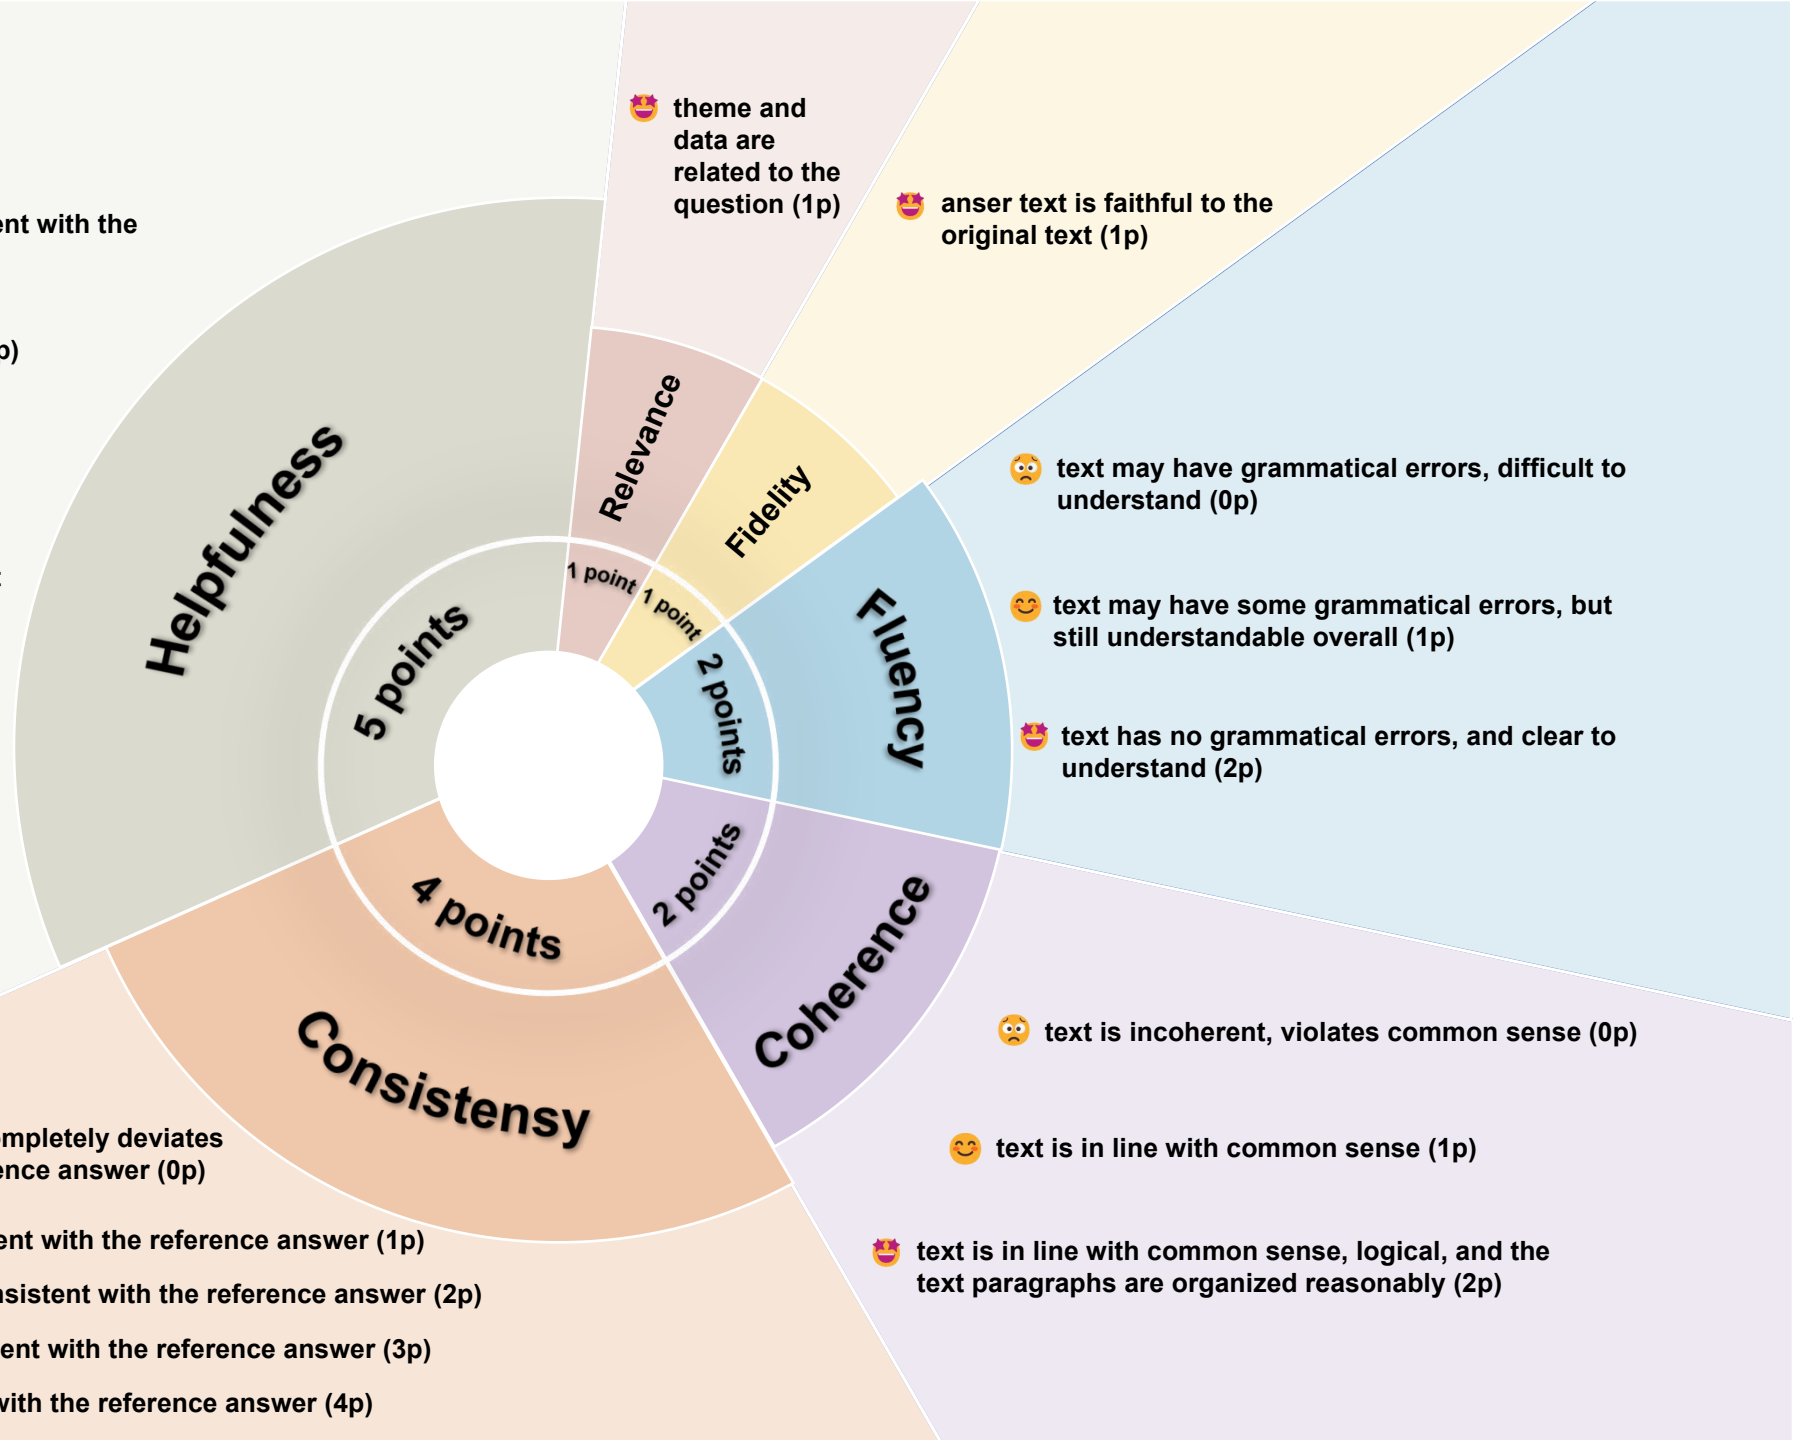 theme and
data are
related to the
question (1p)
anser text is faithful to the
original text (1p)
ent with the
p)
Helpfulness
5 points
Relevance
1 point
Fidelity
1 point
Fluency
2 points
text may have grammatical errors, difficult to
understand (0p)
text may have some grammatical errors, but
still understandable overall (1p)
text has no grammatical errors, and clear to
understand (2p)
Coherence
2 points
text is incoherent, violates common sense (0p)
text is in line with common sense (1p)
text is in line with common sense, logical, and the
text paragraphs are organized reasonably (2p)
Consistensy
4 points
mpletely deviates
ence answer (0p)
ent with the reference answer (1p)
nsistent with the reference answer (2p)
ent with the reference answer (3p)
with the reference answer (4p)